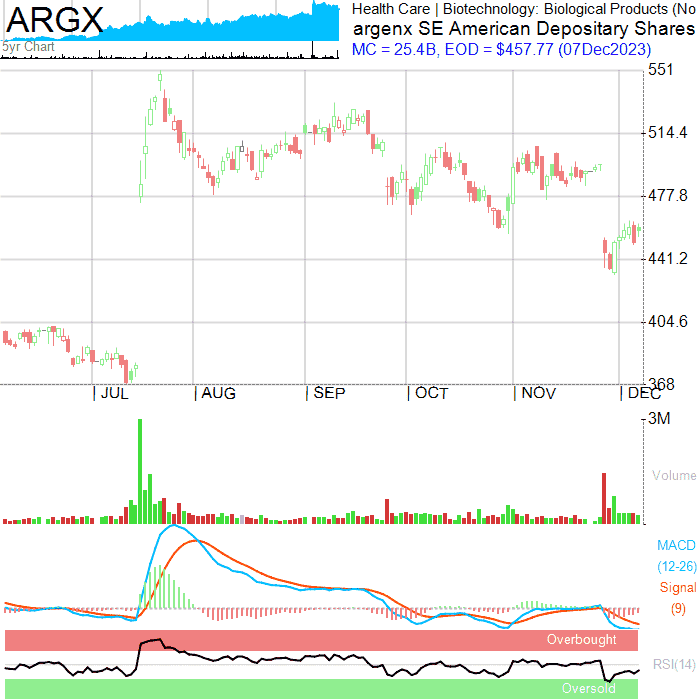 ARGX
5yr Chart
Health Care | Biotechnology: Biological Products (No
argenx SE American Depositary Shares
MC = 25.4B, EOD = $457.77 (07Dec2023)
551
514.4
477.8
441.2
404.6
368
| JUL | AUG | SEP | OCT | NOV | DEC
3M
Volume
MACD
(12-26)
Signal
(9)
Overbought
RSI(14)
Oversold